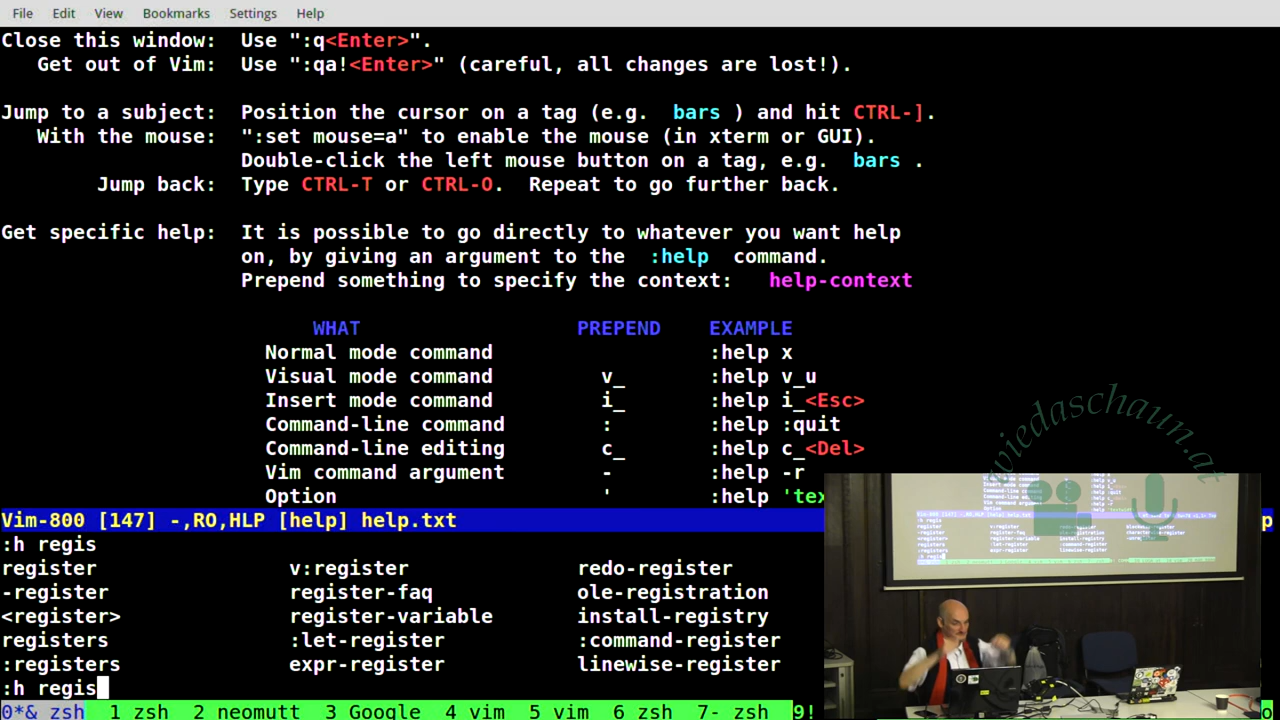 File Edit View Bookmarks Settings Help
Close this window:  Use ":q<Enter>".
   Get out of Vim:  Use ":qa!<Enter>" (careful, all changes are lost!).
Jump to a subject:  Position the cursor on a tag (e.g.  bars ) and hit CTRL-].
   With the mouse:  ":set mouse=a" to enable the mouse (in xterm or GUI).
                    Double-click the left mouse button on a tag, e.g.  bars .
        Jump back:  Type CTRL-T or CTRL-O.  Repeat to go further back.
Get specific help:  It is possible to go directly to whatever you want help
                    on, by giving an argument to the  :help  command.
                    Prepend something to specify the context:   help-context
WHAT PREPEND EXAMPLE
Normal mode command :help x
Visual mode command v_ :help v_u
Insert mode command i_ :help i_<Esc>
Command-line command : :help :quit
Command-line editing c_ :help c_<Del>
Vim command argument - :help -r
Option ' :help 'tex
Vim-800 [147] -,RO,HLP [help] help.txt p
:h regis
register v:register redo-register
-register register-faq ole-registration
<register> register-variable install-registry
registers :let-register :command-register
:registers expr-register linewise-register
:h regis
0*& zsh 1 zsh 2 neomutt 3 Google 4 vim 5 vim 6 zsh 7- zsh 9! o
wiedaschaun.at